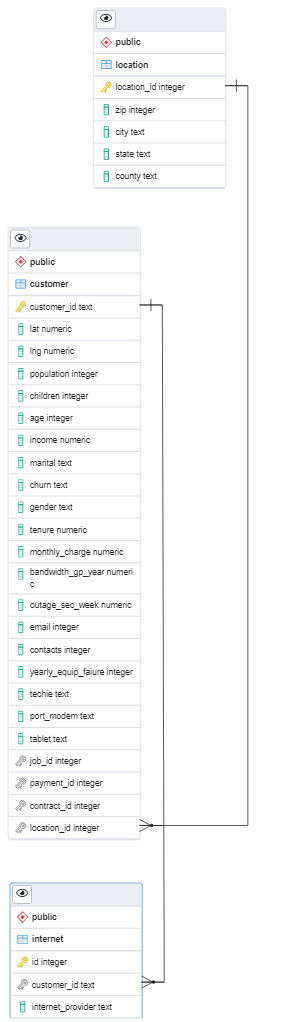 public
location
location_id integer
zip integer
city text
state text
county text
public
customer
customer_id text
lat numeric
lng numeric
population integer
children integer
age integer
income numeric
marital text
churn text
gender text
tenure numeric
monthly_charge numeric
bandwidth_gp_year numeri
c
outage_sec_week numeric
email integer
contacts integer
yearly_equip_faiure integer
techie text
port_modem text
tablet text
job_id integer
payment_id integer
contract_id integer
location_id integer
public
internet
id integer
customer_id text
internet_provider text